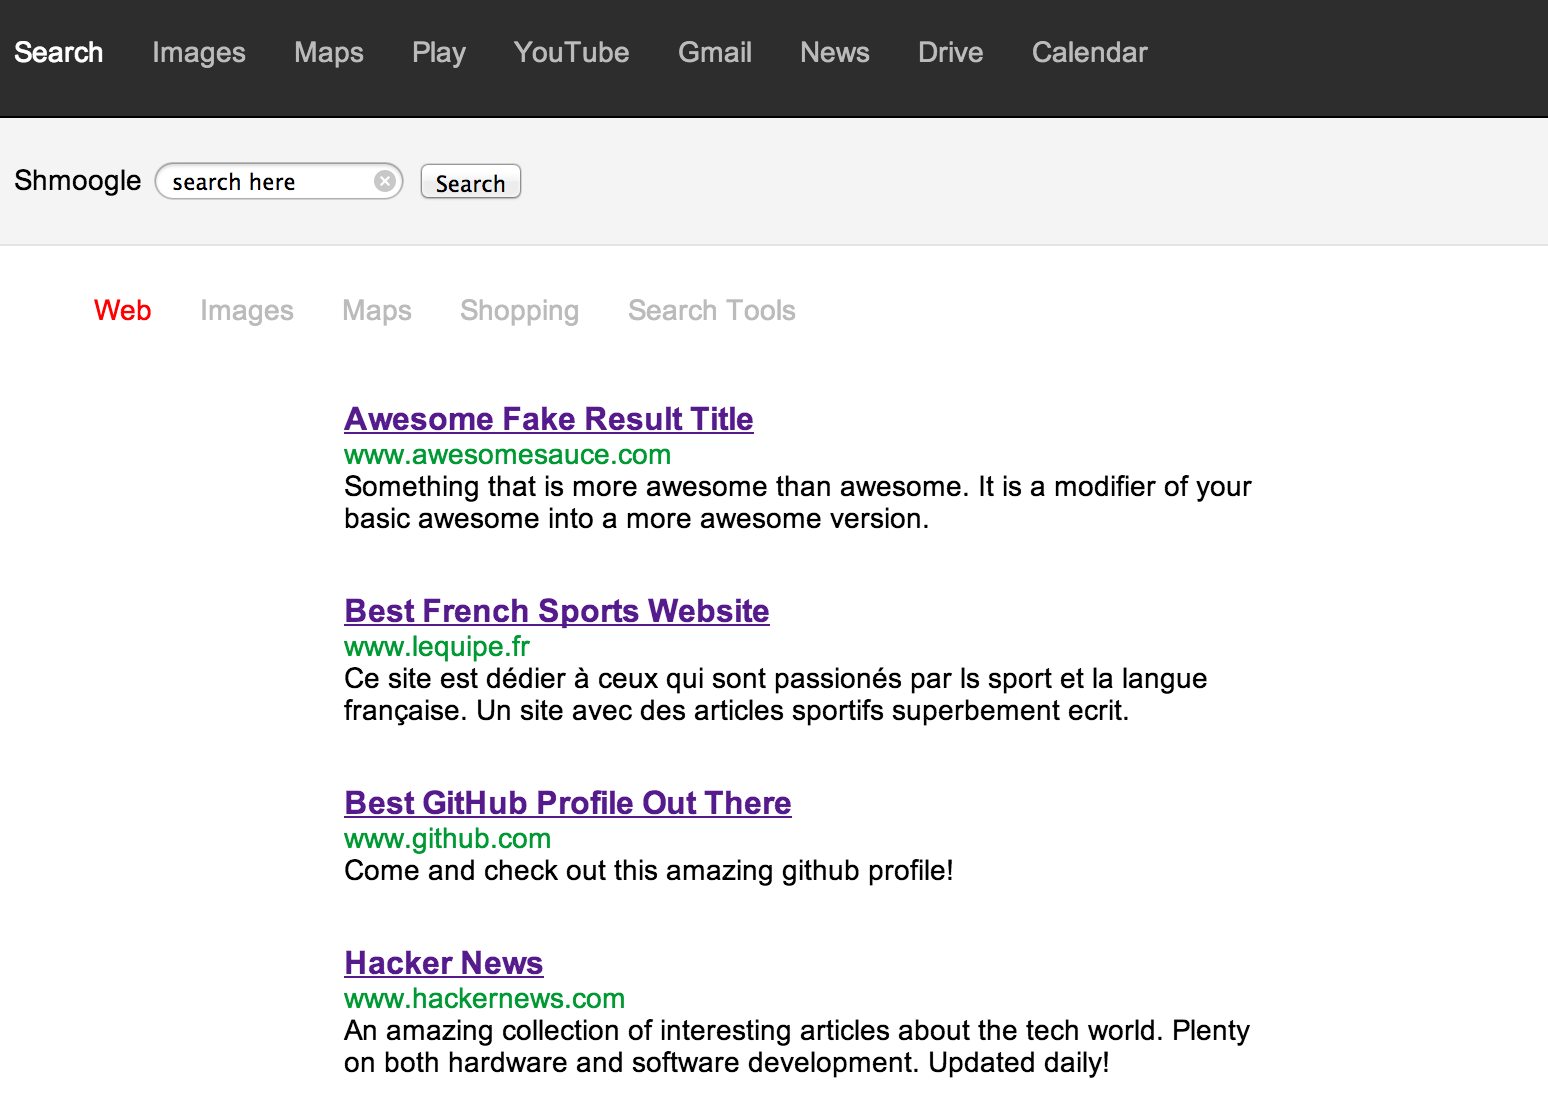 Search Images Maps Play YouTube Gmail News Drive Calendar
Shmoogle search here Search
Web Images Maps Shopping Search Tools
Awesome Fake Result Title
www.awesomesauce.com
Something that is more awesome than awesome. It is a modifier of your
basic awesome into a more awesome version.
Best French Sports Website
www.lequipe.fr
Ce site est dédier à ceux qui sont passionés par ls sport et la langue
française. Un site avec des articles sportifs superbement ecrit.
Best GitHub Profile Out There
www.github.com
Come and check out this amazing github profile!
Hacker News
www.hackernews.com
An amazing collection of interesting articles about the tech world. Plenty
on both hardware and software development. Updated daily!